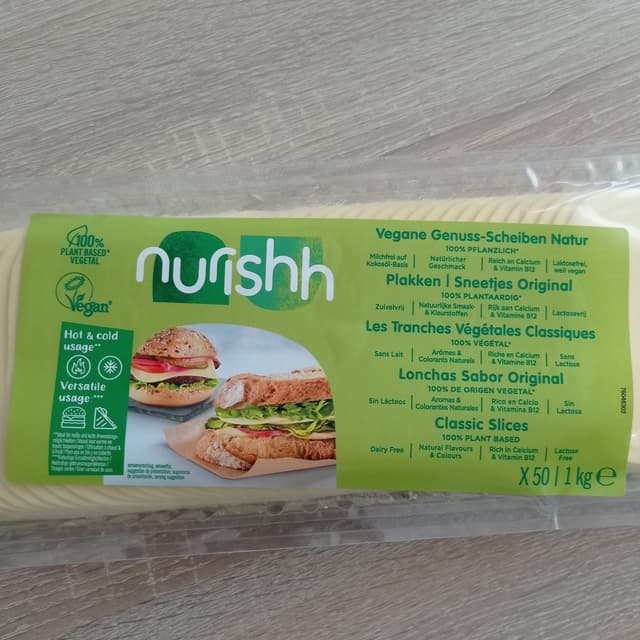 100%
PLANT BASED*
VEGETAL
Vegan*
Hot & cold
usage**
Versatile
usage:***
nurishh
Vegane Genuss-Scheiben Natur
100% PFLANZLICH*
Milchfrei auf
Kokosöl-Basis
Natürlicher
Geschmack
Reich an Calcium
& Vitamin B12
Laktosefrei,
weil vegan
Plakken | Sneetjes Original
100% PLANTAARDIG*
Zuivelvrij
Natuurlijke Smaak-
& Kleurstoffen
Rijk aan Calcium
& Vitamine B12
Lactosevrij
Les Tranches Végétales Classiques
100% VÉGÉTAL*
Sans Lait
Arômes &
Colorants Naturels
Riche en Calcium
& Vitamine B12
Sans
Lactose
Lonchas Sabor Original
100% DE ORIGEN VEGETAL*
Sin Lácteos
Aromas &
Colorantes Naturales
Rico en Calcio
& Vitamina B12
Sin
Lactosa
Classic Slices
100% PLANT BASED
Dairy Free
Natural Flavours
& Colours
Rich in Calcium
& Vitamin B12
Lactose
Free
X 50 | 1 kg e